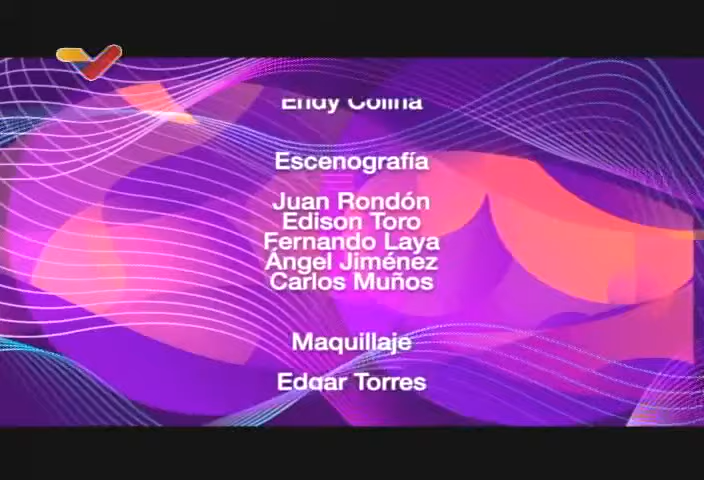 Endy Colina
Escenografía
Juan Rondón
Edison Toro
Fernando Laya
Ángel Jiménez
Carlos Muños
Maquillaje
Edgar Torres